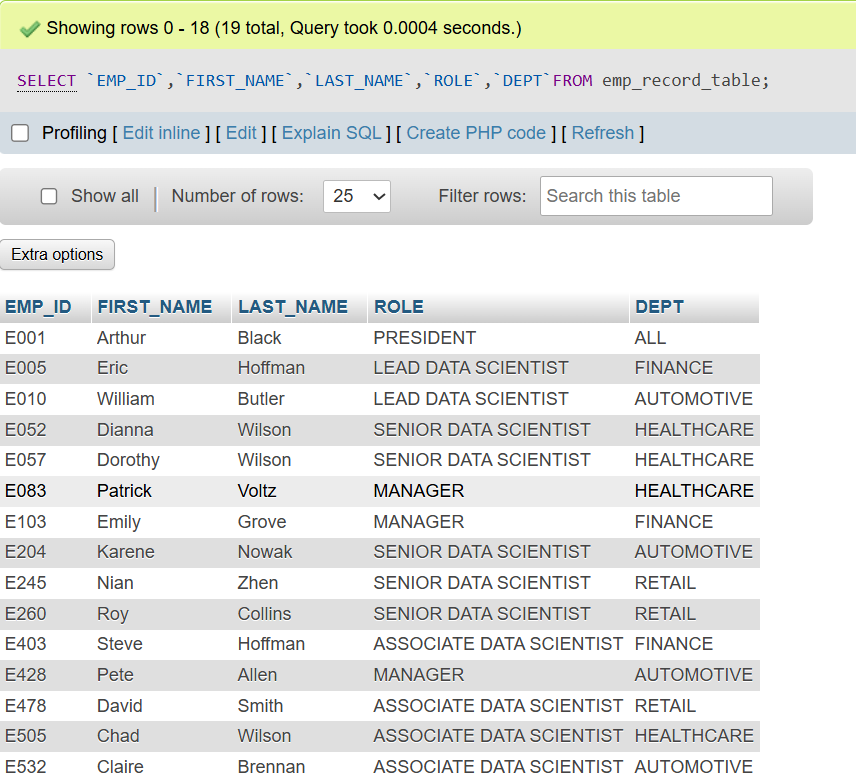 Showing rows 0 - 18 (19 total, Query took 0.0004 seconds.)
SELECT `EMP_ID`,`FIRST_NAME`,`LAST_NAME`,`ROLE`,`DEPT`FROM emp_record_table;
Profiling [ Edit inline ] [ Edit ] [ Explain SQL ] [ Create PHP code ] [ Refresh ]
Show all | Number of rows: 25 Filter rows: Search this table
Extra options
EMP_ID FIRST_NAME LAST_NAME ROLE DEPT
E001 Arthur Black PRESIDENT ALL
E005 Eric Hoffman LEAD DATA SCIENTIST FINANCE
E010 William Butler LEAD DATA SCIENTIST AUTOMOTIVE
E052 Dianna Wilson SENIOR DATA SCIENTIST HEALTHCARE
E057 Dorothy Wilson SENIOR DATA SCIENTIST HEALTHCARE
E083 Patrick Voltz MANAGER HEALTHCARE
E103 Emily Grove MANAGER FINANCE
E204 Karene Nowak SENIOR DATA SCIENTIST AUTOMOTIVE
E245 Nian Zhen SENIOR DATA SCIENTIST RETAIL
E260 Roy Collins SENIOR DATA SCIENTIST RETAIL
E403 Steve Hoffman ASSOCIATE DATA SCIENTIST FINANCE
E428 Pete Allen MANAGER AUTOMOTIVE
E478 David Smith ASSOCIATE DATA SCIENTIST RETAIL
E505 Chad Wilson ASSOCIATE DATA SCIENTIST HEALTHCARE
E532 Claire Brennan ASSOCIATE DATA SCIENTIST AUTOMOTIVE